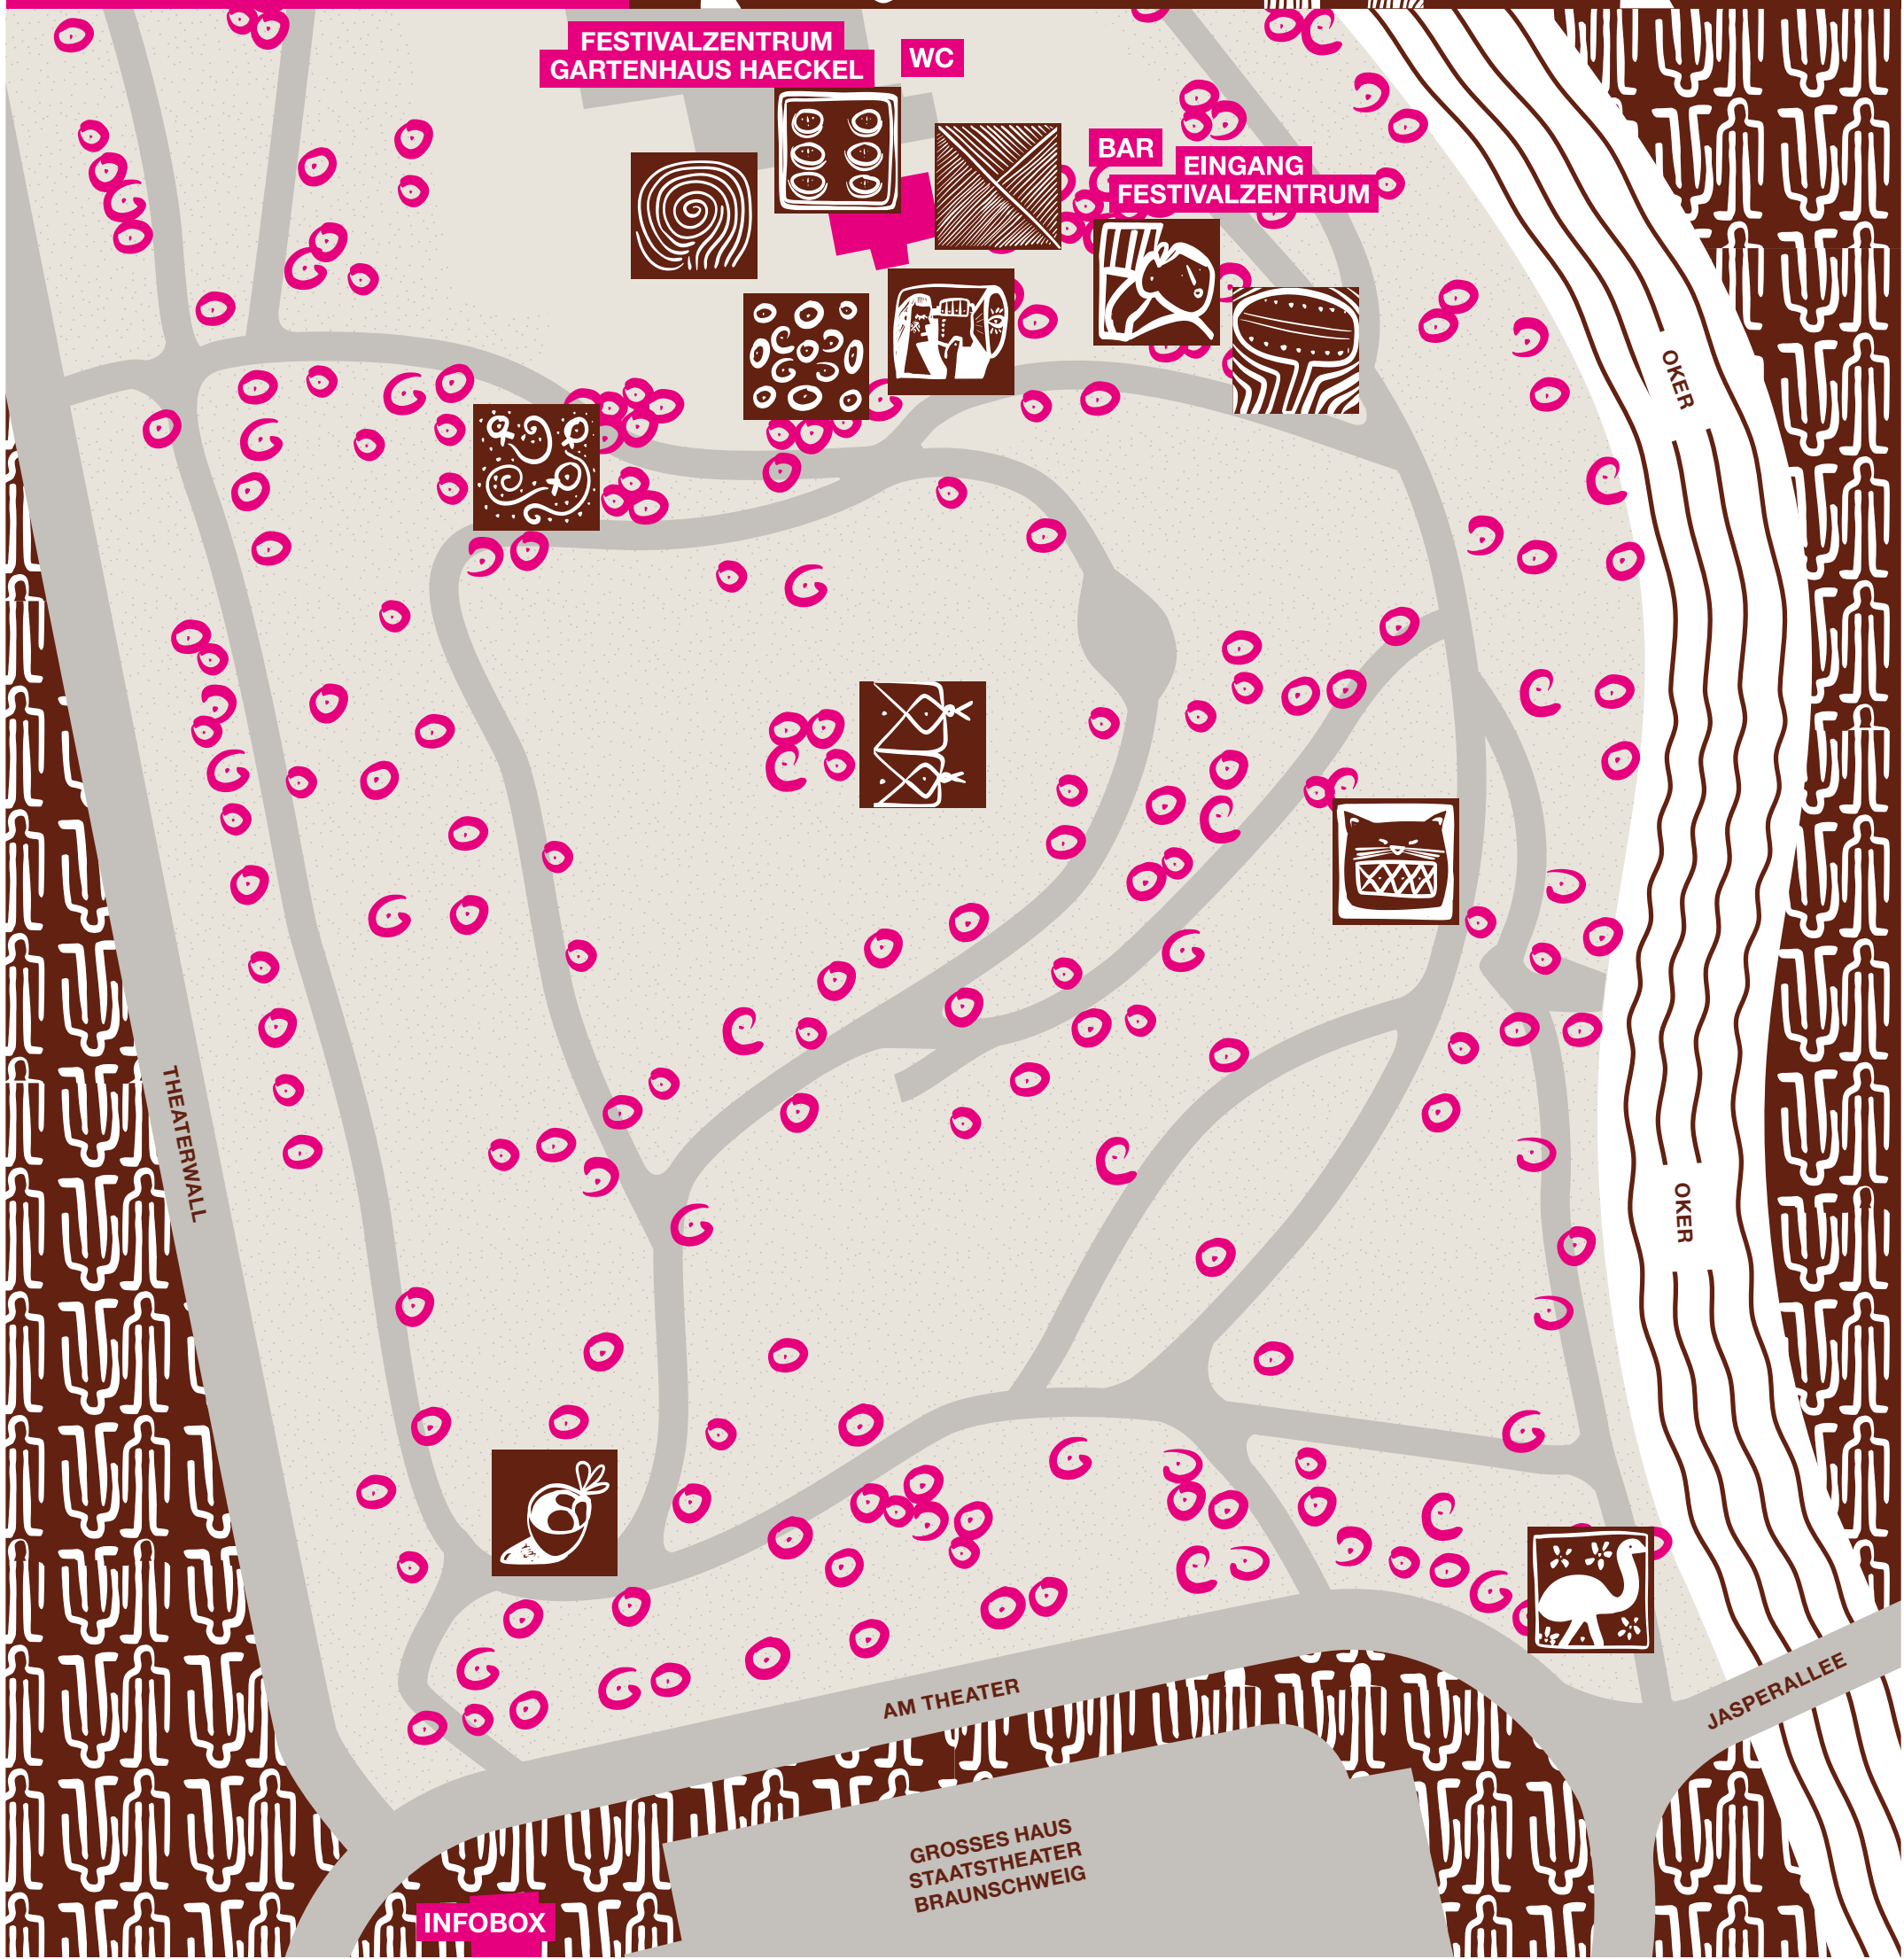 FESTIVALZENTRUM
GARTENHAUS HAECKEL
WC
BAR
EINGANG
FESTIVALZENTRUM
OKER
THEATERWALL
OKER
AM THEATER
JASPERALLEE
GROSSES HAUS
STAATSTHEATER
BRAUNSCHWEIG
INFOBOX